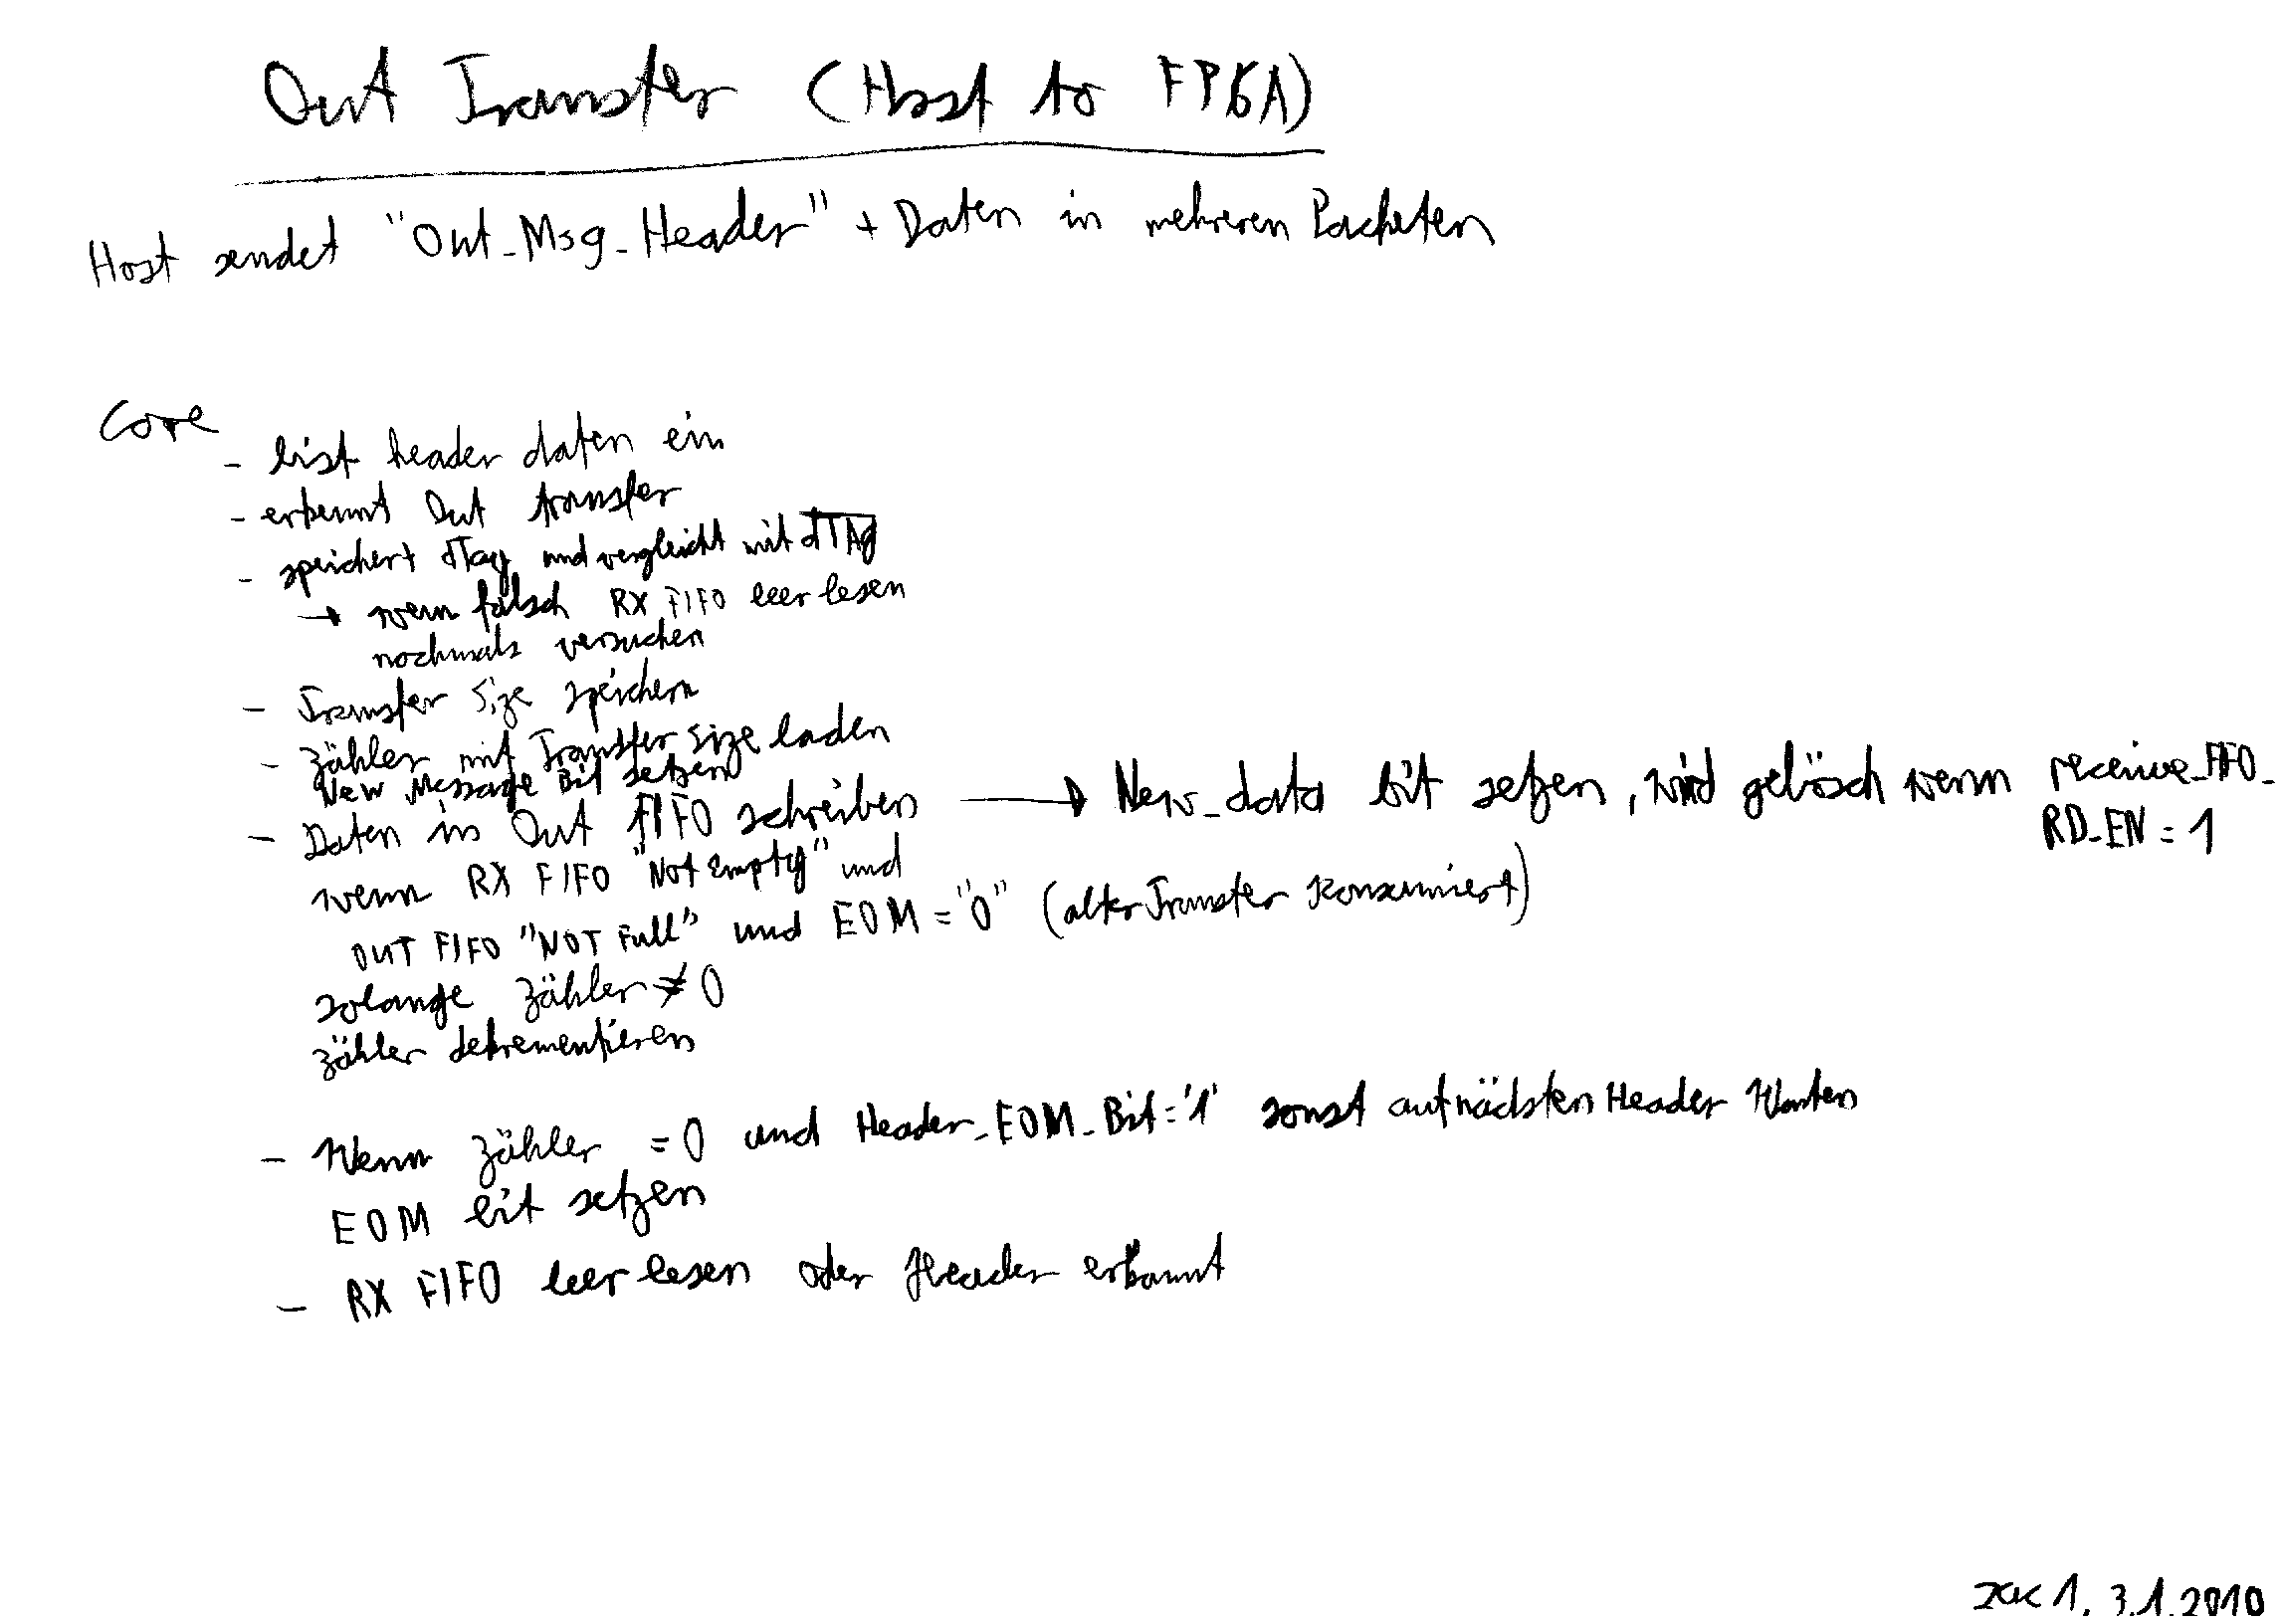 Out Transfer (Host to FPGA)
Host sendet "Out_Msg_Header" + Daten in mehreren Packeten
Core
- list header daten ein
- erkennt Out transfer
- speichert dTag und vergleicht mit dTAg
→ wenn falsch RX FIFO leer lesen
nochmals versuchen
- Transfer Size speichern
- Zähler mit Transfer Size laden
New Message Bit setzen
- Daten ins Out FIFO schreiben → New_data bit setzen, wird gelösch wenn receive_FIFO_
RD_EN = 1
wenn RX FIFO "Not Empty" und
OUT FIFO "NOT Full" und EOM = "0" (alter Transfer konsumiert)
solange Zähler ≠ 0
Zähler dekrementieren
- Wenn Zähler = 0 und Header_EOM_Bit = '1' sonst auf nächsten Header Warten
EOM bit setzen
- RX FIFO leer lesen oder Header erkannt
1, 3.1.2010